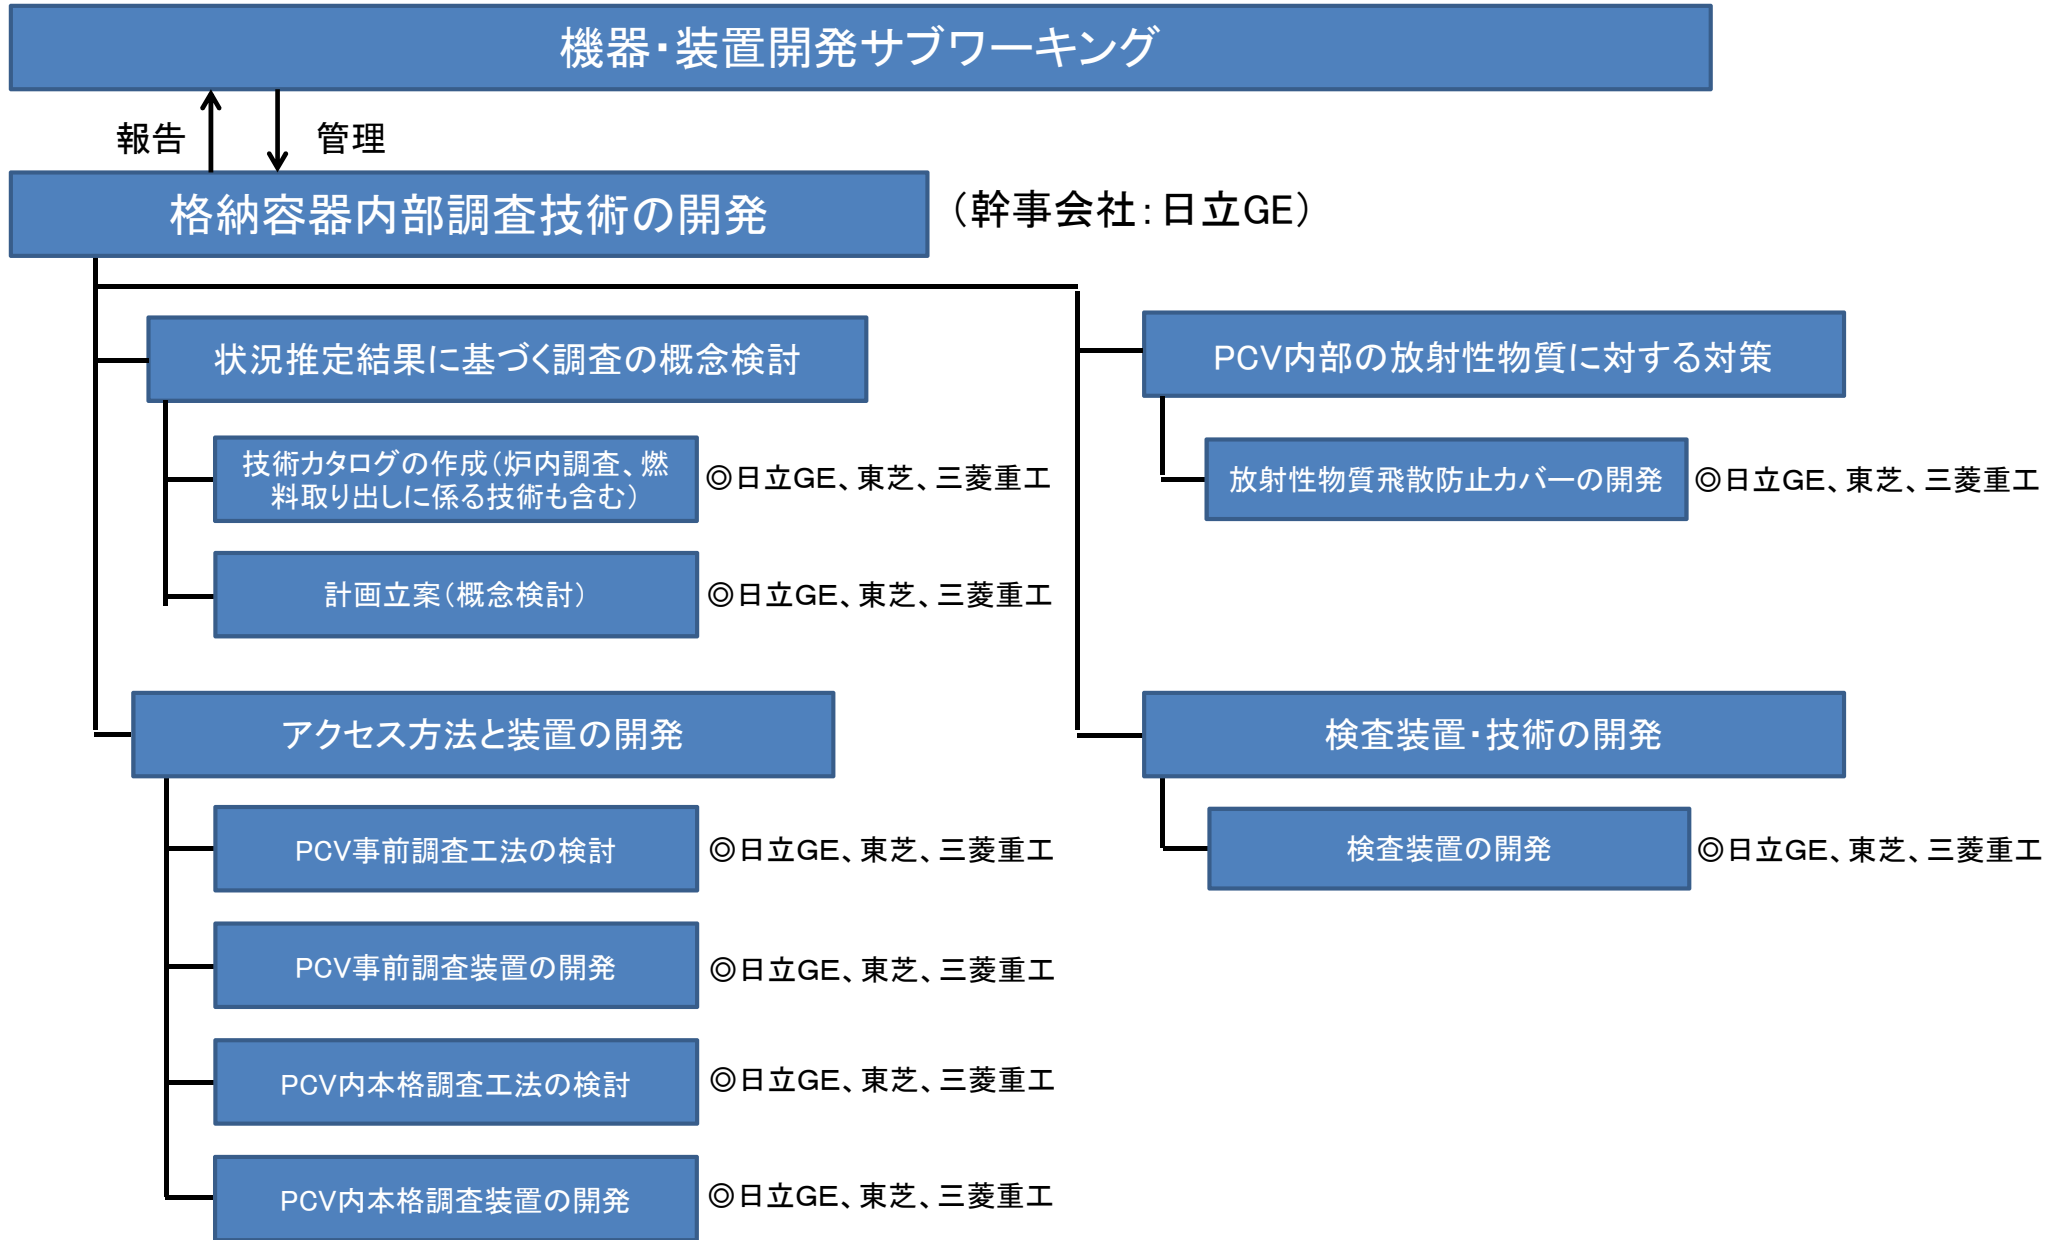 機器・装置開発サブワーキング
報告
管理
格納容器内部調査技術の開発
（幹事会社：日立GE）
状況推定結果に基づく調査の概念検討
技術カタログの作成（炉内調査、燃
料取り出しに係る技術も含む）
◎日立GE、東芝、三菱重工
計画立案（概念検討）
◎日立GE、東芝、三菱重工
アクセス方法と装置の開発
PCV事前調査工法の検討
◎日立GE、東芝、三菱重工
PCV事前調査装置の開発
◎日立GE、東芝、三菱重工
PCV内本格調査工法の検討
◎日立GE、東芝、三菱重工
PCV内本格調査装置の開発
◎日立GE、東芝、三菱重工
PCV内部の放射性物質に対する対策
放射性物質飛散防止カバーの開発
◎日立GE、東芝、三菱重工
検査装置・技術の開発
検査装置の開発
◎日立GE、東芝、三菱重工